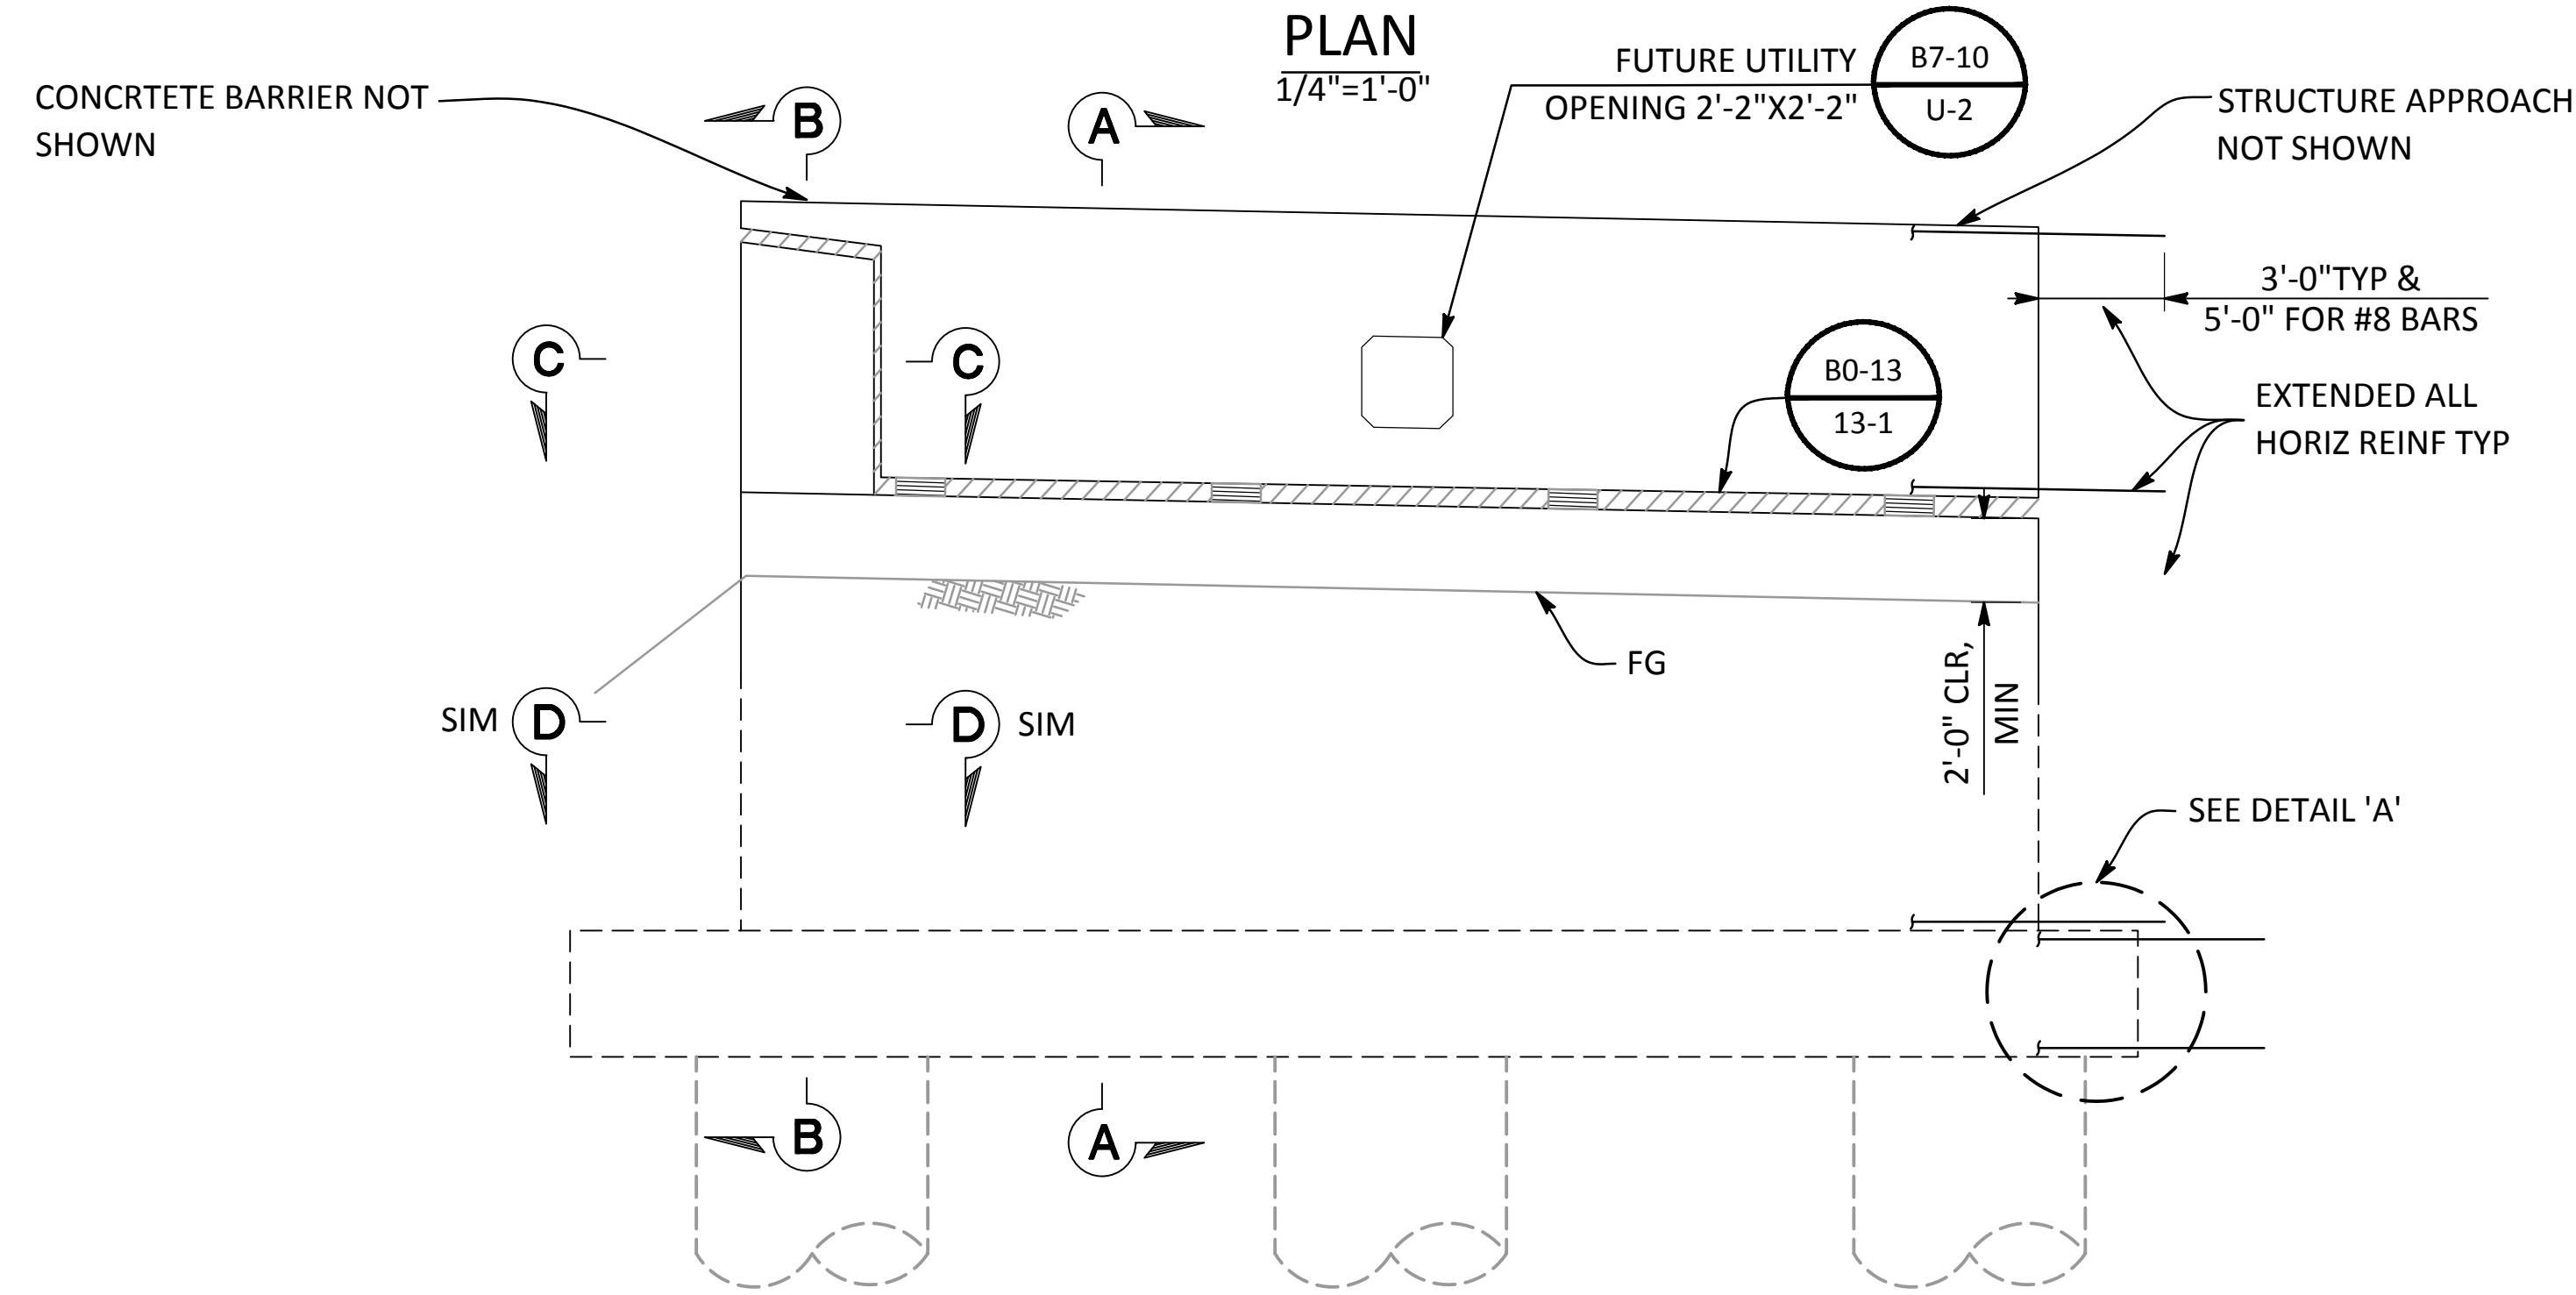 PLAN
1/4"=1'-0"
CONCRTETE BARRIER NOT
SHOWN
B
A
FUTURE UTILITY
OPENING 2'-2"X2'-2"
B7-10
U-2
STRUCTURE APPROACH
NOT SHOWN
3'-0"TYP &
5'-0" FOR #8 BARS
C
C
B0-13
13-1
EXTENDED ALL
HORIZ REINF TYP
FG
2'-0" CLR,
MIN
SIM D
D SIM
SEE DETAIL 'A'
B
A